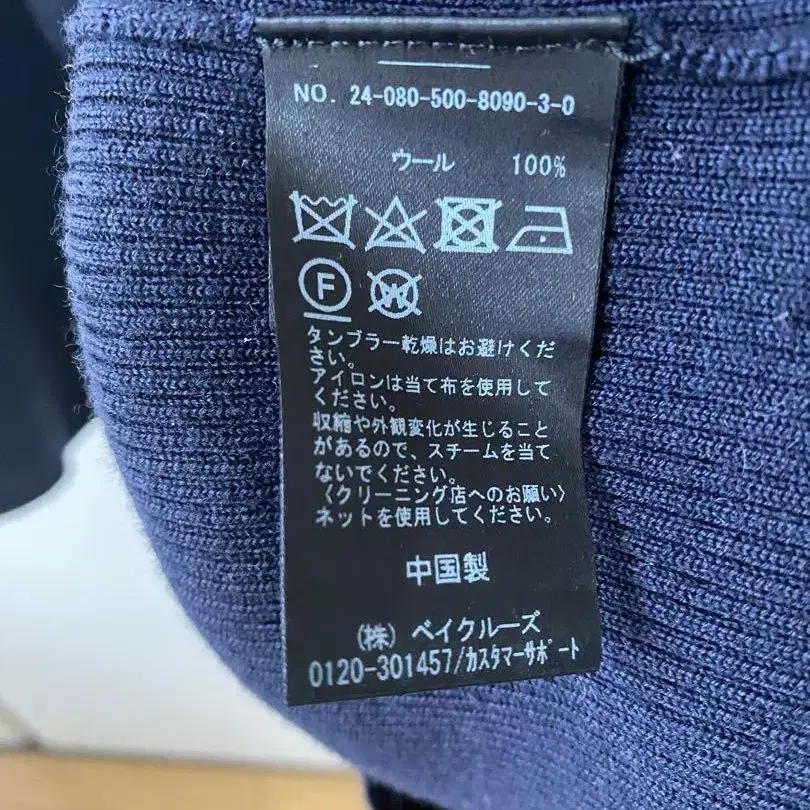 NO. 24-080-500-8090-3-0
ウール 100%
F W
タンブラー乾燥はお避けくだ
さい。
アイロンは当て布を使用して
ください。
収縮や外観変化が生じること
があるので、スチームを当て
ないでください。
〈クリーニング店へのお願い〉
ネットを使用してください。
中国製
(株) ベイクルーズ
0120-301457/カスタマーサポート